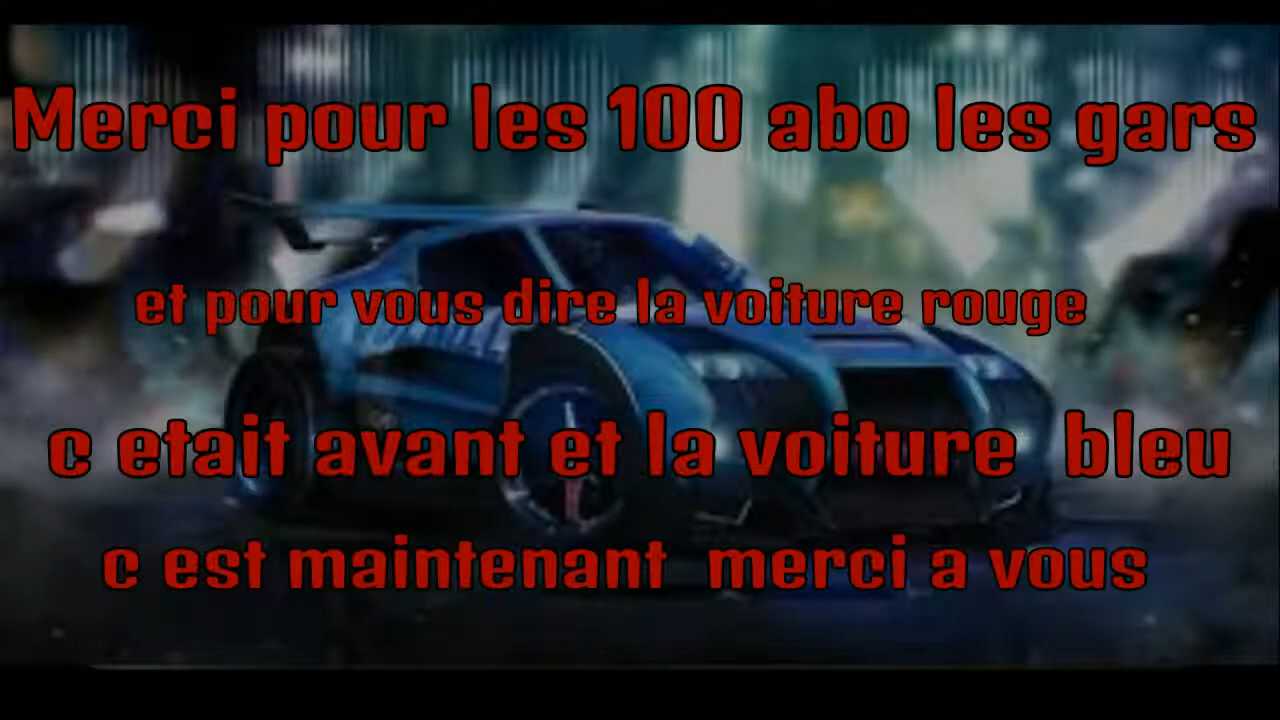 Merci pour les 100 abo les gars
et pour vous dire la voiture rouge
c etait avant et la voiture bleu
c est maintenant merci a vous